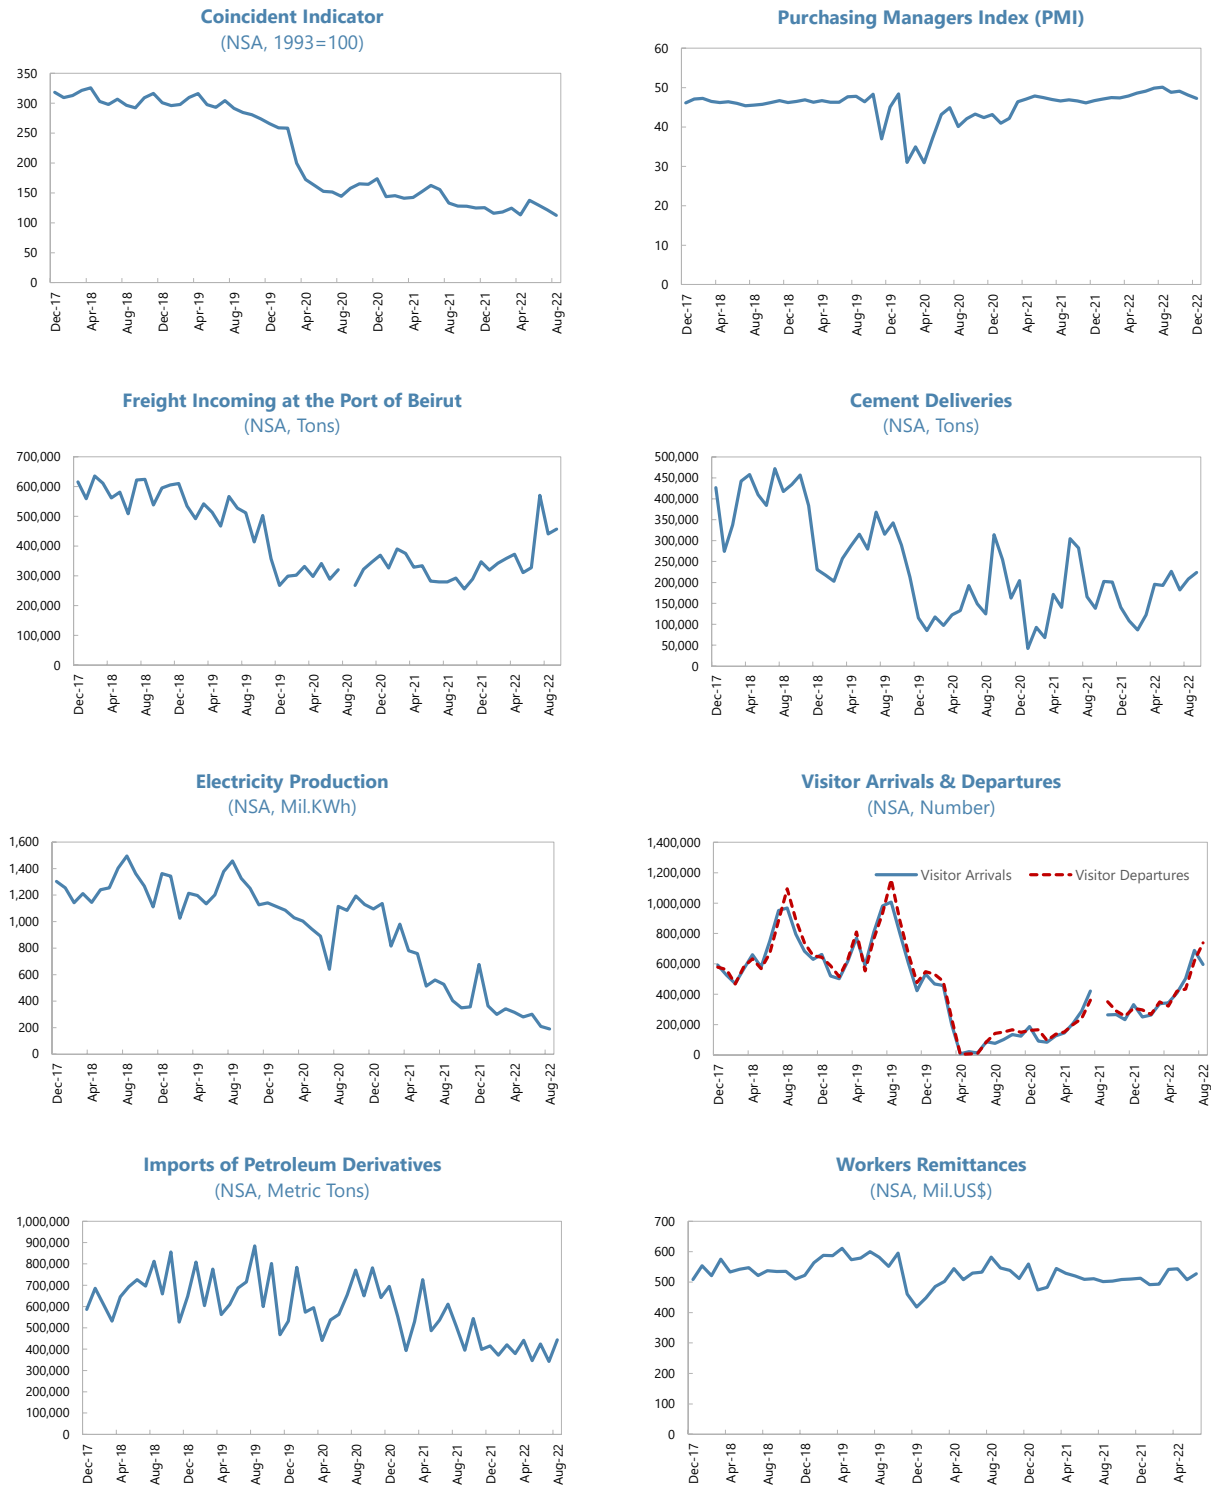 Coincident Indicator
(NSA, 1993=100)
350
300
250
200
150
100
50
0
Dec-17
Apr-18
Aug-18
Dec-18
Apr-19
Aug-19
Dec-19
Apr-20
Aug-20
Dec-20
Apr-21
Aug-21
Dec-21
Apr-22
Aug-22
Purchasing Managers Index (PMI)
60
50
40
30
20
10
0
Dec-17
Apr-18
Aug-18
Dec-18
Apr-19
Aug-19
Dec-19
Apr-20
Aug-20
Dec-20
Apr-21
Aug-21
Dec-21
Apr-22
Aug-22
Dec-22
Freight Incoming at the Port of Beirut
(NSA, Tons)
700,000
600,000
500,000
400,000
300,000
200,000
100,000
0
Dec-17
Apr-18
Aug-18
Dec-18
Apr-19
Aug-19
Dec-19
Apr-20
Aug-20
Dec-20
Apr-21
Aug-21
Dec-21
Apr-22
Aug-22
Cement Deliveries
(NSA, Tons)
500,000
450,000
400,000
350,000
300,000
250,000
200,000
150,000
100,000
50,000
0
Dec-17
Apr-18
Aug-18
Dec-18
Apr-19
Aug-19
Dec-19
Apr-20
Aug-20
Dec-20
Apr-21
Aug-21
Dec-21
Apr-22
Aug-22
Electricity Production
(NSA, Mil.KWh)
1,600
1,400
1,200
1,000
800
600
400
200
0
Dec-17
Apr-18
Aug-18
Dec-18
Apr-19
Aug-19
Dec-19
Apr-20
Aug-20
Dec-20
Apr-21
Aug-21
Dec-21
Apr-22
Aug-22
Visitor Arrivals & Departures
(NSA, Number)
1,400,000
1,200,000
1,000,000
800,000
600,000
400,000
200,000
0
Visitor Arrivals
Visitor Departures
Dec-17
Apr-18
Aug-18
Dec-18
Apr-19
Aug-19
Dec-19
Apr-20
Aug-20
Dec-20
Apr-21
Aug-21
Dec-21
Apr-22
Aug-22
Imports of Petroleum Derivatives
(NSA, Metric Tons)
1,000,000
900,000
800,000
700,000
600,000
500,000
400,000
300,000
200,000
100,000
0
Dec-17
Apr-18
Aug-18
Dec-18
Apr-19
Aug-19
Dec-19
Apr-20
Aug-20
Dec-20
Apr-21
Aug-21
Dec-21
Apr-22
Aug-22
Workers Remittances
(NSA, Mil.US$)
700
600
500
400
300
200
100
0
Dec-17
Apr-18
Aug-18
Dec-18
Apr-19
Aug-19
Dec-19
Apr-20
Aug-20
Dec-20
Apr-21
Aug-21
Dec-21
Apr-22